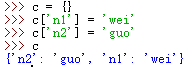 >>> c = {}
>>> c['n1'] = 'wei'
>>> c['n2'] = 'guo'
>>> c
{'n2': 'guo', 'n1': 'wei'}